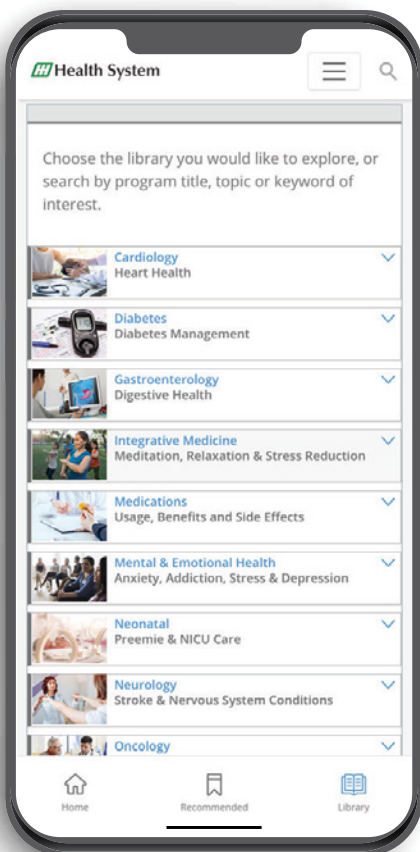 Health System
Choose the library you would like to explore, or
search by program title, topic or keyword of
interest.
Cardiology
Heart Health
Diabetes
Diabetes Management
Gastroenterology
Digestive Health
Integrative Medicine
Meditation, Relaxation & Stress Reduction
Medications
Usage, Benefits and Side Effects
Mental & Emotional Health
Anxiety, Addiction, Stress & Depression
Neonatal
Preemie & NICU Care
Neurology
Stroke & Nervous System Conditions
Oncology
Home
Recommended
Library